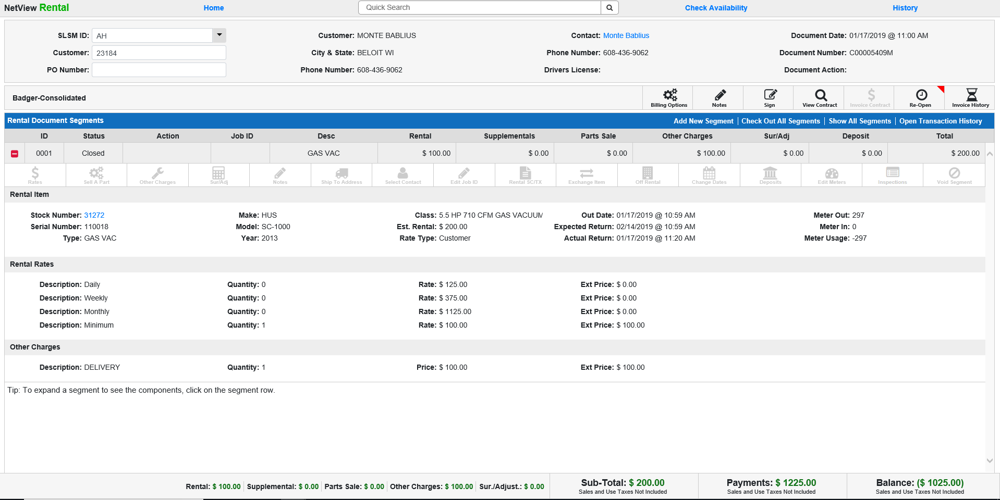 NetView Rental Home Quick Search Check Availability History
SLSM ID: AH Customer: MONTE BABLIUS Contact: Monte Bablius Document Date: 01/17/2019 @ 11:00 AM
Customer: 23184 City & State: BELOIT WI Phone Number: 608-436-9062 Document Number: C00005409M
PO Number: Phone Number: 608-436-9062 Drivers License: Document Action:
Badger-Consolidated Billing Options Notes Sign View Contract Invoice Contract Re-Open Invoice History
Rental Document Segments Add New Segment | Check Out All Segments | Show All Segments | Open Transaction History
ID Status Action Job ID Desc Rental Supplementals Parts Sale Other Charges Sur/Adj Deposit Total
0001 Closed GAS VAC $ 100.00 $ 0.00 $ 0.00 $ 100.00 $ 0.00 $ 0.00 $ 200.00
Rates Sell A Part Other Charges Sur/Adj Notes Ship To Address Select Contact Edit Job ID Rental SC/TX Exchange Item Off Rental Change Dates Deposits Edit Meters Inspections Void Segment
Rental Item
Stock Number: 31272 Make: HUS Class: 5.5 HP 710 CFM GAS VACUUM Out Date: 01/17/2019 @ 10:59 AM Meter Out: 297
Serial Number: 110018 Model: SC-1000 Est. Rental: $ 200.00 Expected Return: 02/14/2019 @ 10:59 AM Meter In: 0
Type: GAS VAC Year: 2013 Rate Type: Customer Actual Return: 01/17/2019 @ 11:20 AM Meter Usage: -297
Rental Rates
Description: Daily Quantity: 0 Rate: $ 125.00 Ext Price: $ 0.00
Description: Weekly Quantity: 0 Rate: $ 375.00 Ext Price: $ 0.00
Description: Monthly Quantity: 0 Rate: $ 1125.00 Ext Price: $ 0.00
Description: Minimum Quantity: 1 Rate: $ 100.00 Ext Price: $ 100.00
Other Charges
Description: DELIVERY Quantity: 1 Price: $ 100.00 Ext Price: $ 100.00
Tip: To expand a segment to see the components, click on the segment row.
Rental: $ 100.00 | Supplemental: $ 0.00 | Parts Sale: $ 0.00 | Other Charges: $ 100.00 | Sur./Adjust.: $ 0.00 Sub-Total: $ 200.00 Payments: $ 1225.00 Balance: ($ 1025.00)
Sales and Use Taxes Not Included Sales and Use Taxes Not Included Sales and Use Taxes Not Included